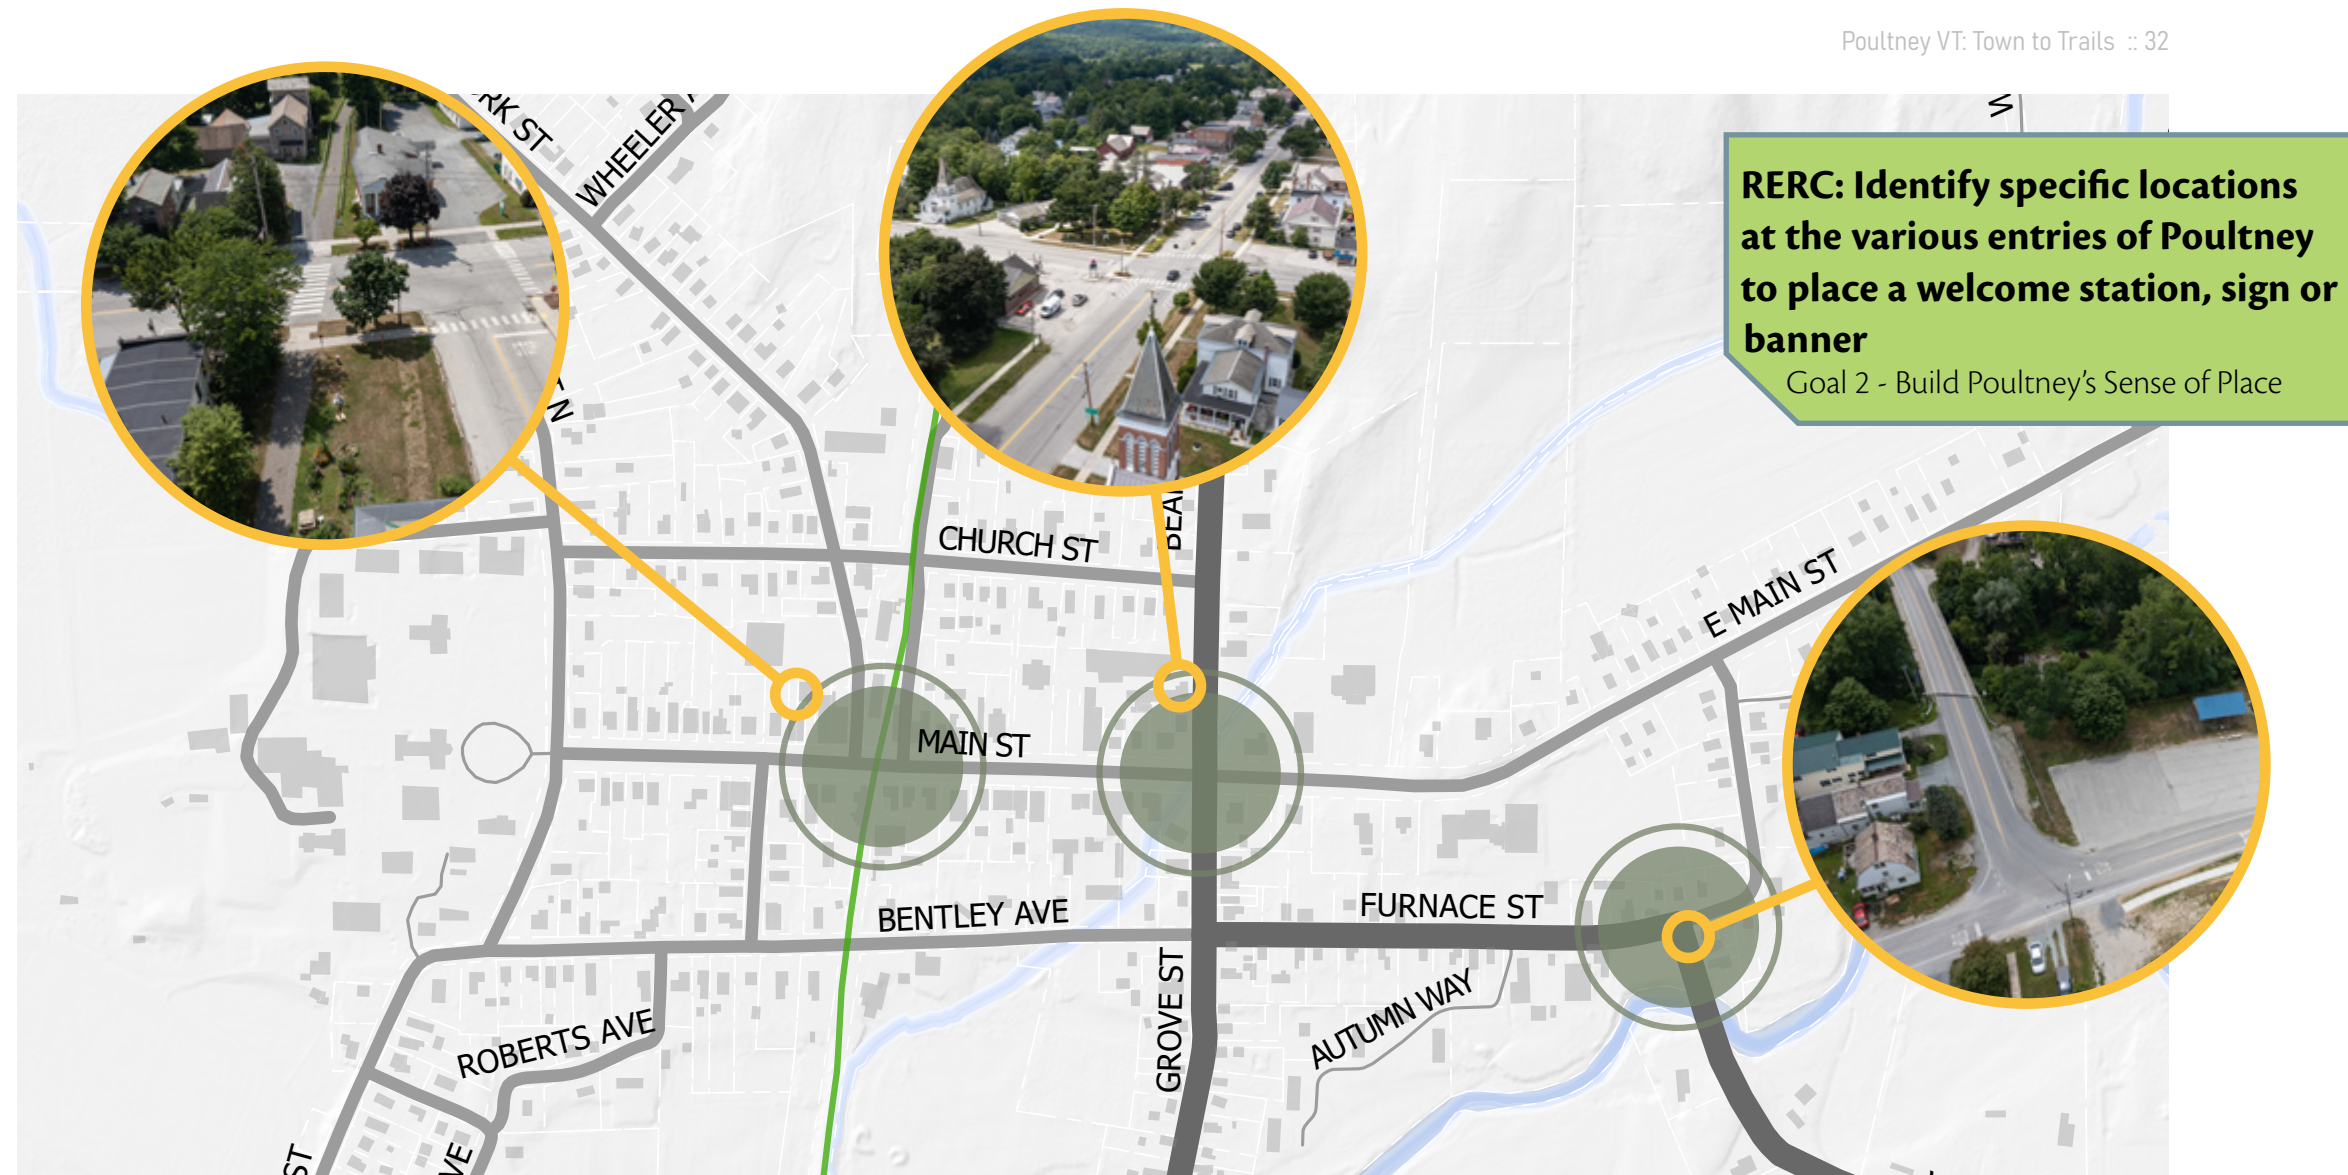 Poultney VT: Town to Trails :: 32
RERC: Identify specific locations
at the various entries of Poultney
to place a welcome station, sign or
banner
Goal 2 - Build Poultney's Sense of Place
WHEELER
CHURCH ST
E MAIN ST
MAIN ST
BENTLEY AVE
FURNACE ST
GROVE ST
AUTUMN WAY
ROBERTS AVE
ST